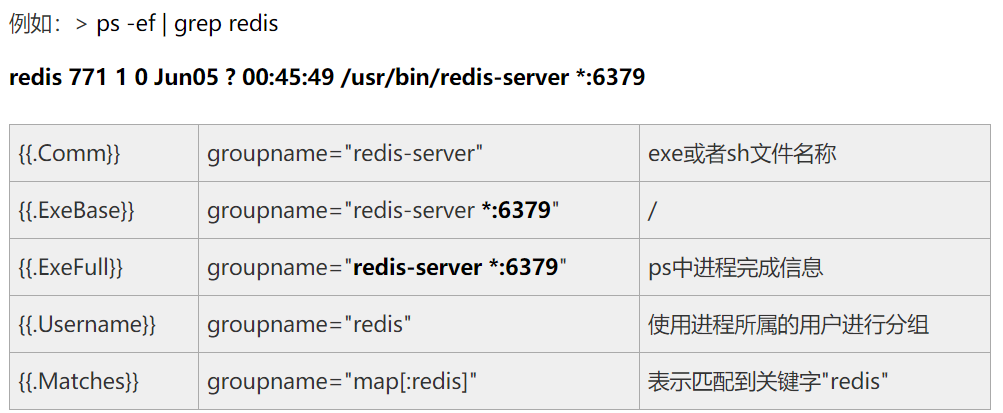 例如：> ps -ef | grep redis
redis 771 1 0 Jun05 ? 00:45:49 /usr/bin/redis-server *:6379
{{.Comm}} groupname="redis-server" exe或者sh文件名称
{{.ExeBase}} groupname="redis-server *:6379" /
{{.ExeFull}} groupname="redis-server *:6379" ps中进程完成信息
{{.Username}} groupname="redis" 使用进程所属的用户进行分组
{{.Matches}} groupname="map[:redis]" 表示匹配到关键字"redis"